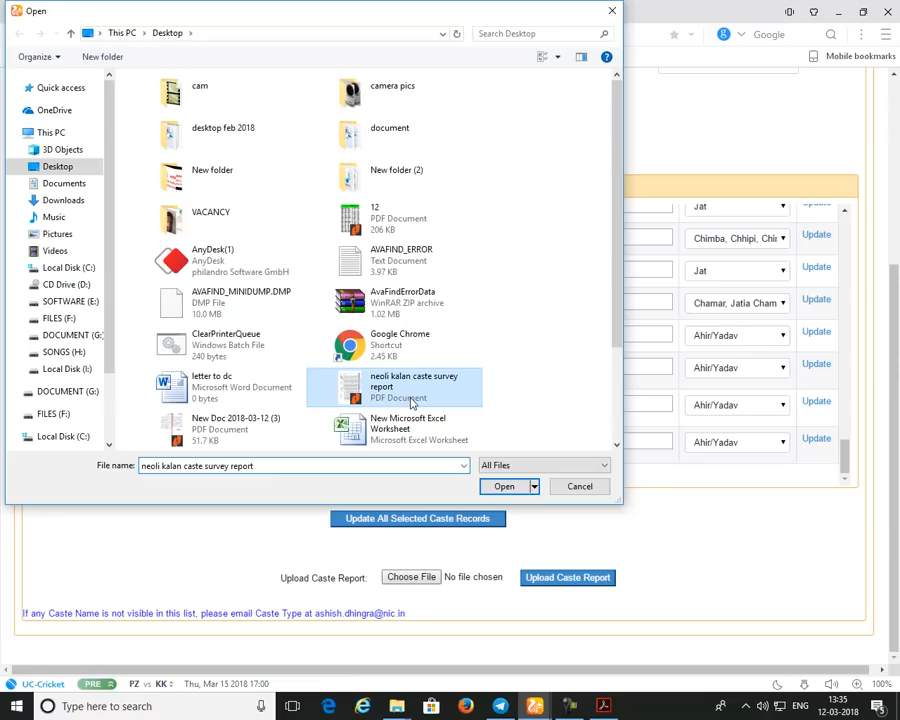 Open
This PC > Desktop >
Search Desktop
Google
Organize
New folder
Mobile bookmarks
Quick access
OneDrive
This PC
3D Objects
Desktop
Documents
Downloads
Music
Pictures
Videos
Local Disk (C:)
CD Drive (D:)
SOFTWARE (E:)
FILES (F:)
DOCUMENT (G:
SONGS (H:)
Local Disk (I:)
DOCUMENT (G:)
FILES (F:)
Local Disk (C:)
cam
camera pics
desktop feb 2018
document
New folder
New folder (2)
VACANCY
12
PDF Document
206 KB
AnyDesk(1)
AnyDesk
philandro Software GmbH
AVAFIND_ERROR
Text Document
3.97 KB
AVAFIND_MINIDUMP.DMP
DMP File
10.0 MB
AvaFindErrorData
WinRAR ZIP archive
1.02 MB
ClearPrinterQueue
Windows Batch File
240 bytes
Google Chrome
Shortcut
2.45 KB
letter to dc
Microsoft Word Document
0 bytes
neoli kalan caste survey
report
PDF Document
New Doc 2018-03-12 (3)
PDF Document
51.7 KB
New Microsoft Excel
Worksheet
Microsoft Excel Worksheet
File name: neoli kalan caste survey report
All Files
Open
Cancel
Jat Update
Chimba, Chhipi, Chir Update
Jat Update
Chamar, Jatia Cham Update
Ahir/Yadav Update
Ahir/Yadav Update
Ahir/Yadav Update
Ahir/Yadav Update
Update All Selected Caste Records
Upload Caste Report: Choose File No file chosen Upload Caste Report
If any Caste Name is not visible in this list, please email Caste Type at ashish.dhingra@nic.in
UC-Cricket PRE PZ vs KK : Thu, Mar 15 2018 17:00
100%
Type here to search
ENG
13:35
12-03-2018
5